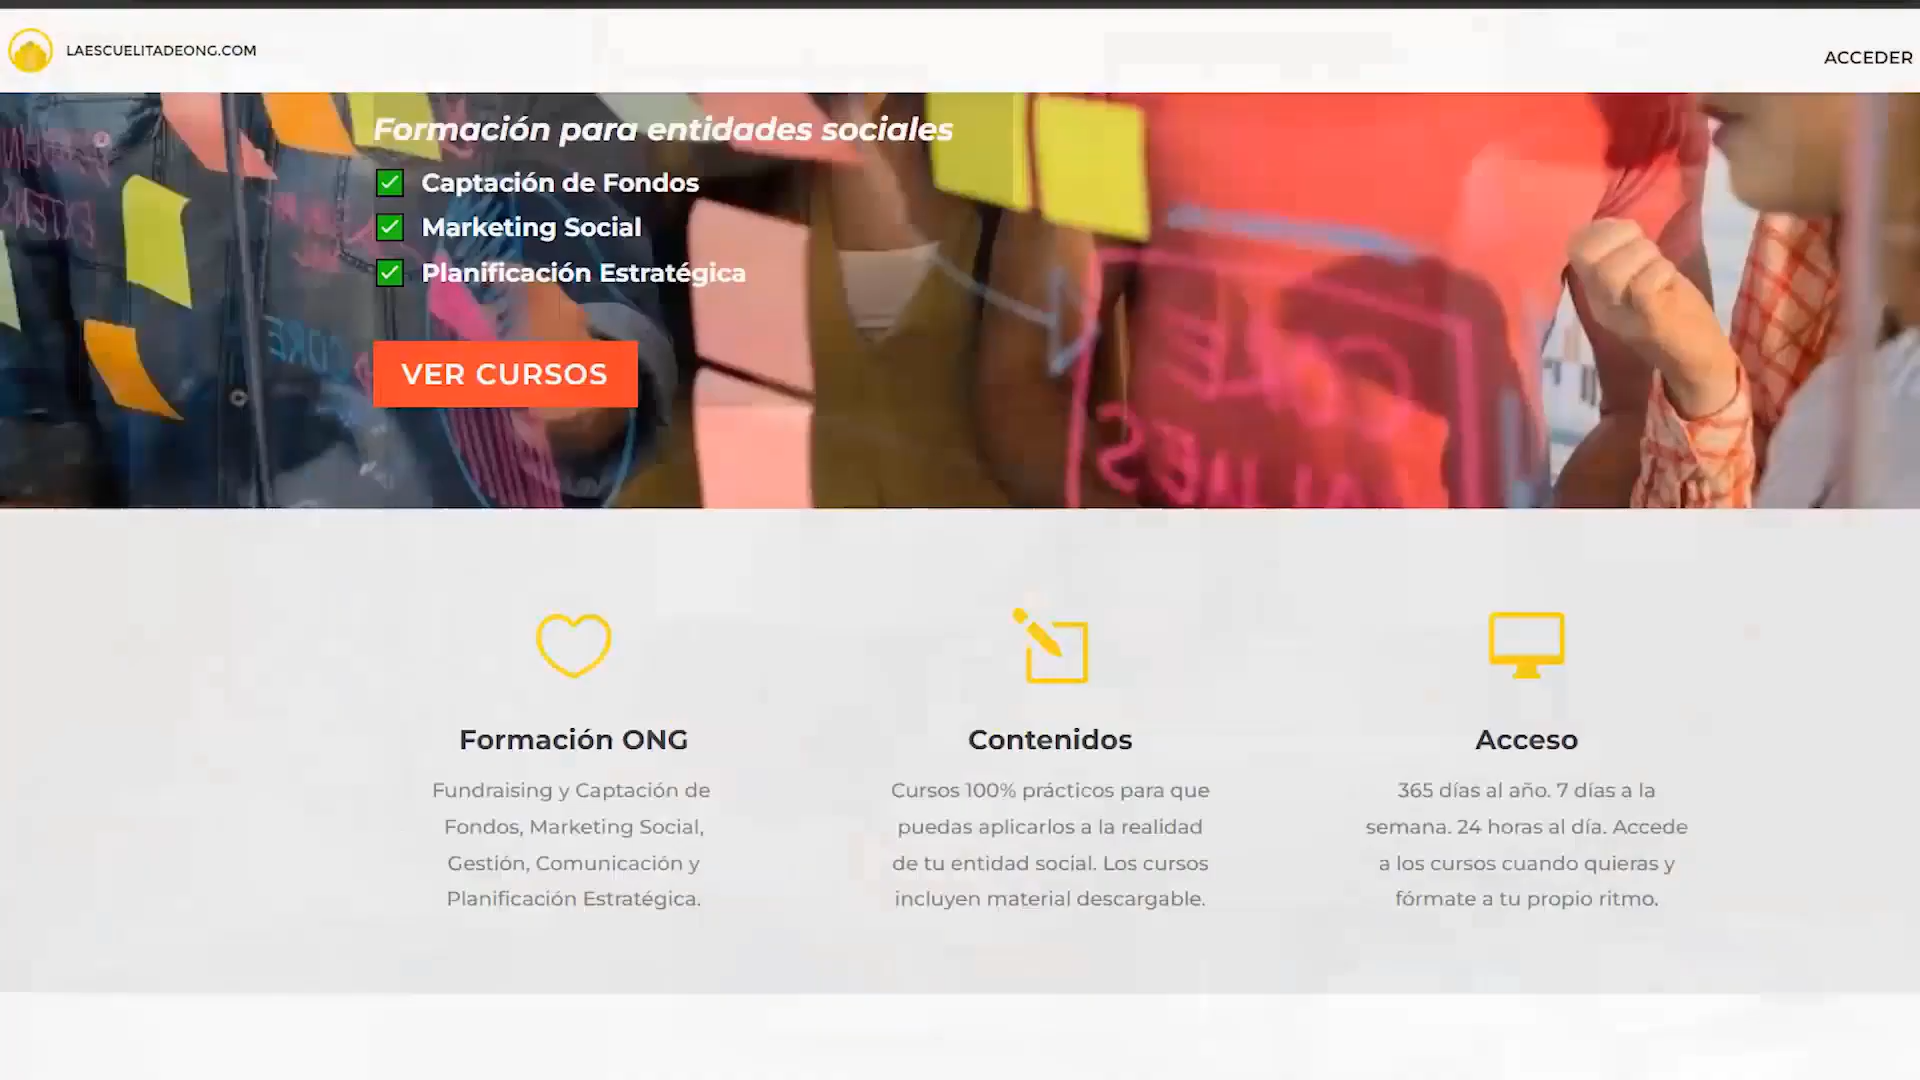 LAESCUELITADEONG.COM
ACCEDER
Formación para entidades sociales
Captación de Fondos
Marketing Social
Planificación Estratégica
VER CURSOS
Formación ONG
Fundraising y Captación de
Fondos, Marketing Social,
Gestión, Comunicación y
Planificación Estratégica.
Contenidos
Cursos 100% prácticos para que
puedas aplicarlos a la realidad
de tu entidad social. Los cursos
incluyen material descargable.
Acceso
365 días al año. 7 días a la
semana. 24 horas al día. Accede
a los cursos cuando quieras y
fórmate a tu propio ritmo.